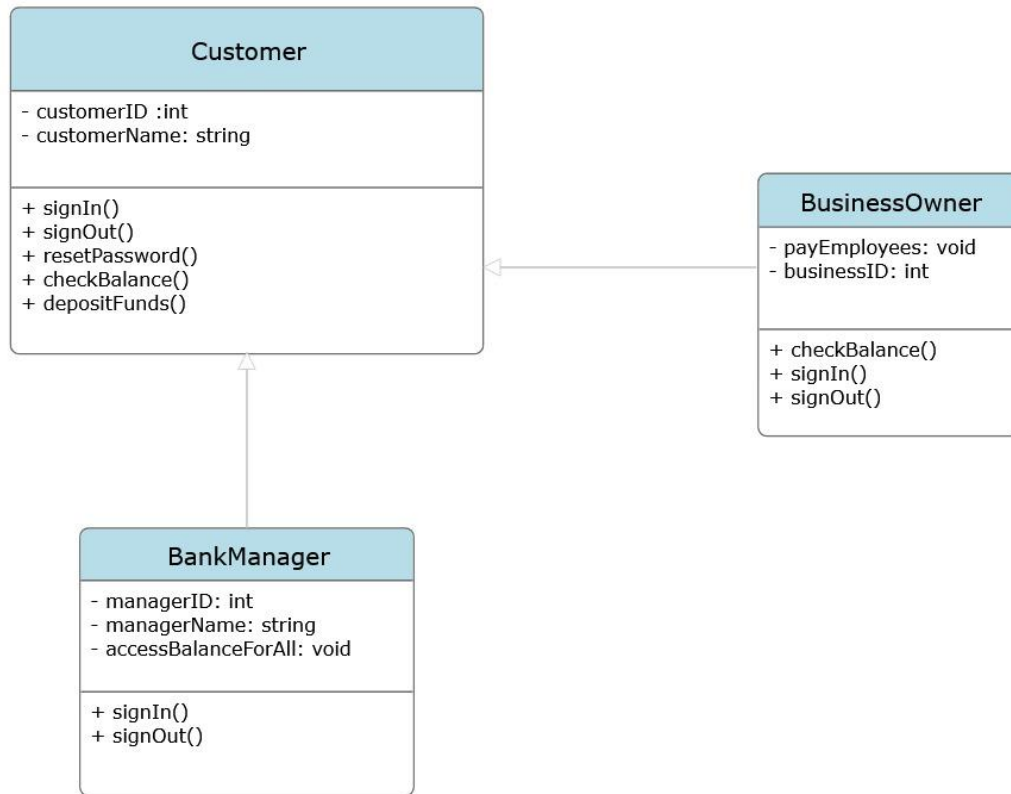 Customer
- customerID :int
- customerName: string
+ signIn()
+ signOut()
+ resetPassword()
+ checkBalance()
+ depositFunds()
BusinessOwner
- payEmployees: void
- businessID: int
+ checkBalance()
+ signIn()
+ signOut()
BankManager
- managerID: int
- managerName: string
- accessBalanceForAll: void
+ signIn()
+ signOut()